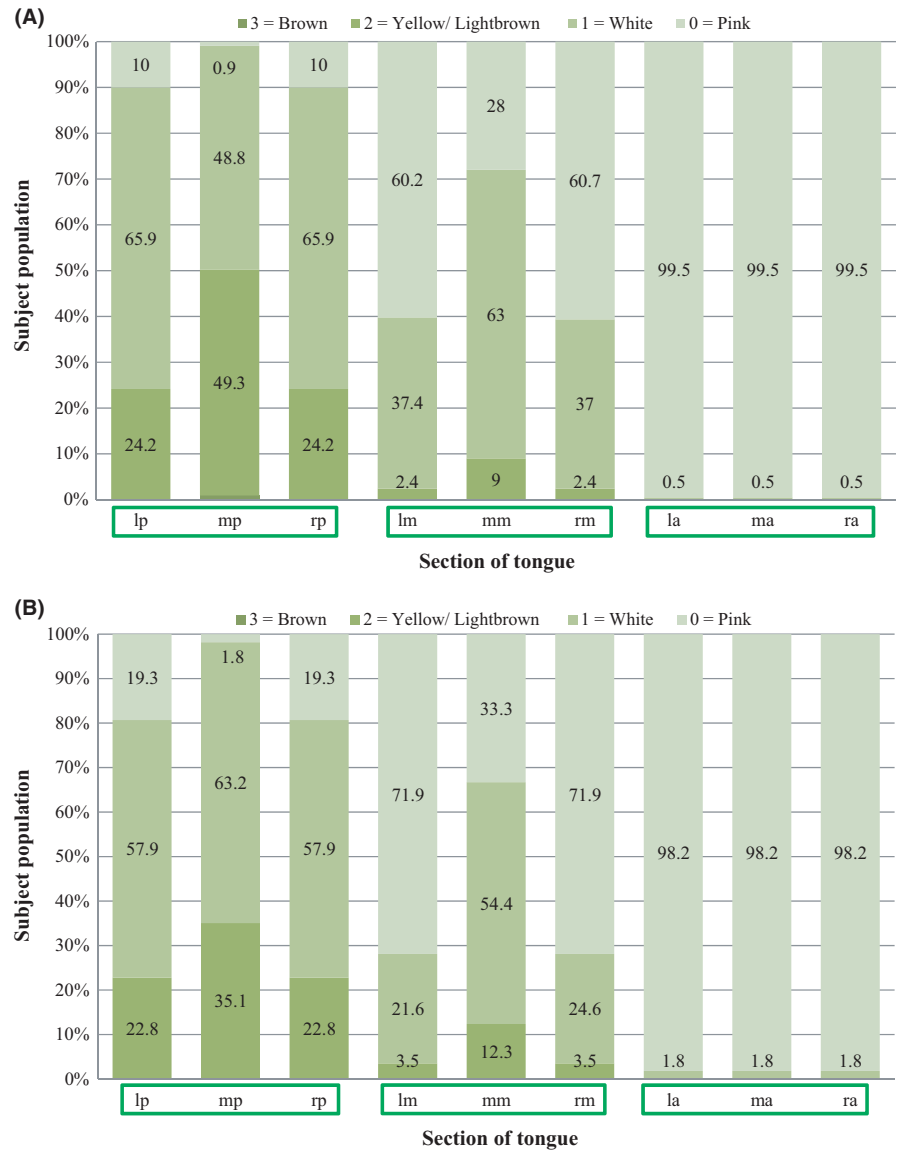 (A)
3 = Brown 2 = Yellow/ Lightbrown 1 = White 0 = Pink
100%
90%
80%
70%
60%
50%
40%
30%
20%
10%
0%
Subject population
10 0.9 10
28
48.8
60.2 60.7
65.9 65.9
99.5 99.5 99.5
63
49.3
37.4 37
24.2 24.2
2.4 9 2.4 0.5 0.5 0.5
lp mp rp lm mm rm la ma ra
Section of tongue
(B)
3 = Brown 2 = Yellow/ Lightbrown 1 = White 0 = Pink
100%
90%
80%
70%
60%
50%
40%
30%
20%
10%
0%
Subject population
19.3 1.8 19.3
33.3
63.2 71.9 71.9
57.9 57.9 98.2 98.2 98.2
54.4
22.8 35.1 22.8 21.6 24.6
3.5 12.3 3.5 1.8 1.8 1.8
lp mp rp lm mm rm la ma ra
Section of tongue